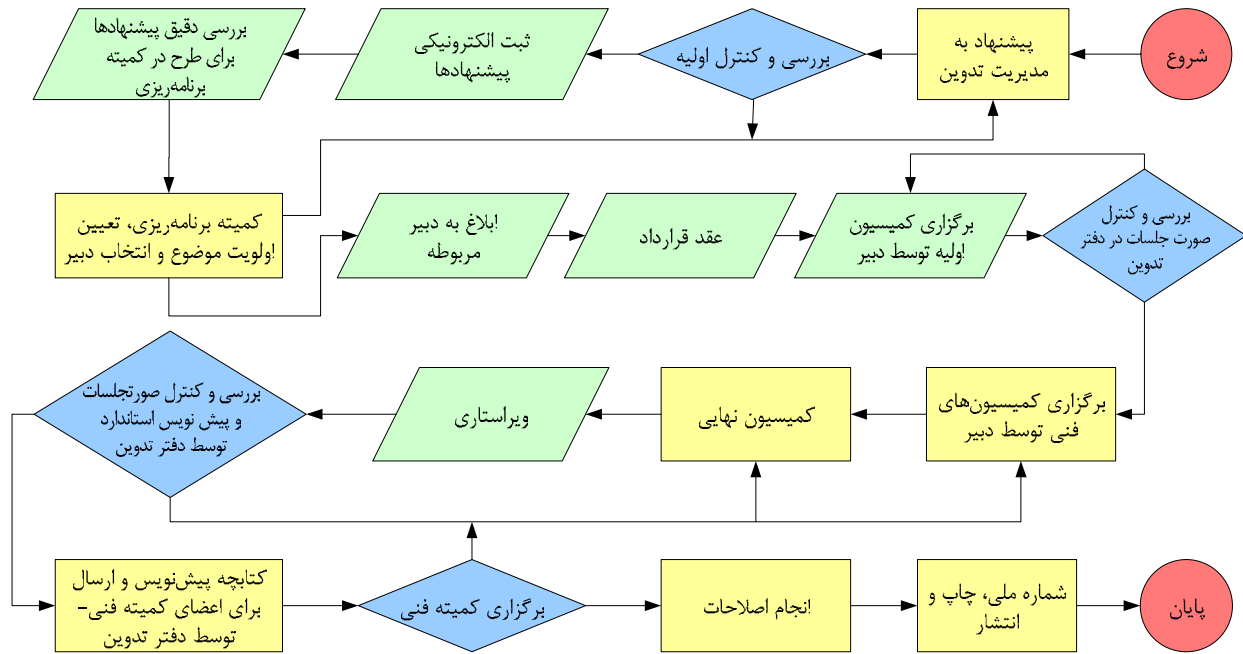 شروع
پیشنهاد به
مدیریت تدوین
بررسی و کنترل اولیه
ثبت الکترونیکی
پیشنهادها
بررسی دقیق پیشنهادها
برای طرح در کمیته
برنامه‌ریزی
کمیته برنامه‌ریزی، تعیین
ولویت موضوع و انتخاب دبیر!
بلاغ به دبیر!
مربوطه
عقد قرارداد
برگزاری کمیسیون
ولیه توسط دبیر!
بررسی و کنترل
صورت جلسات در دفتر
تدوین
برگزاری کمیسیون‌های
فنی توسط دبیر
کمیسیون نهایی
ویراستاری
بررسی و کنترل صورتجلسات
و پیش نویس استاندارد
توسط دفتر تدوین
کتابچه پیش‌نویس و ارسال
برای اعضای کمیته فنی-
توسط دفتر تدوین
برگزاری کمیته فنی
نجام اصلاحات!
شماره ملی، چاپ و
انتشار
پایان